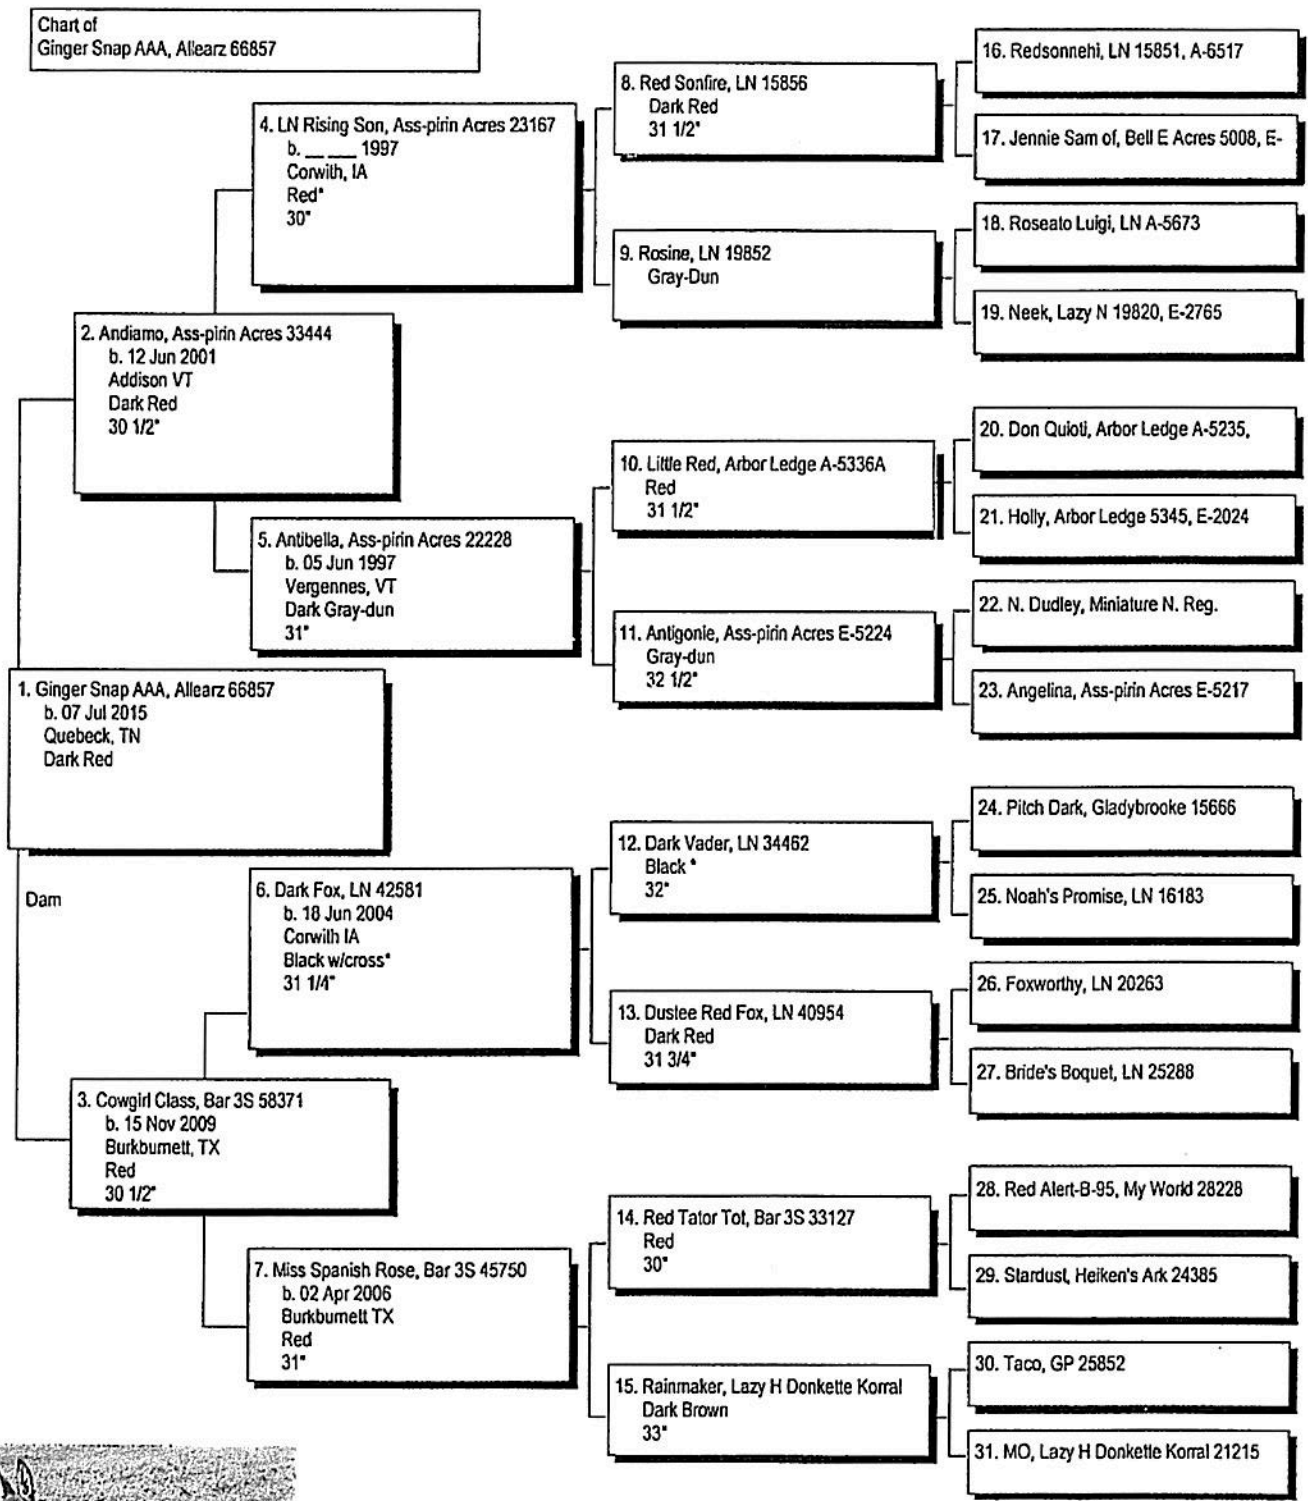 Chart of
Ginger Snap AAA, Allearz 66857
1. Ginger Snap AAA, Allearz 66857
b. 07 Jul 2015
Quebeck, TN
Dark Red
Dam
2. Andiamo, Ass-pirin Acres 33444
b. 12 Jun 2001
Addison VT
Dark Red
30 1/2"
3. Cowgirl Class, Bar 3S 58371
b. 15 Nov 2009
Burkburnett, TX
Red
30 1/2"
4. LN Rising Son, Ass-pirin Acres 23167
b. __ ___ 1997
Corwith, IA
Red*
30"
5. Antibella, Ass-pirin Acres 22228
b. 05 Jun 1997
Vergennes, VT
Dark Gray-dun
31"
6. Dark Fox, LN 42581
b. 18 Jun 2004
Corwith IA
Black w/cross*
31 1/4"
7. Miss Spanish Rose, Bar 3S 45750
b. 02 Apr 2006
Burkburnett TX
Red
31"
8. Red Sonfire, LN 15856
Dark Red
31 1/2"
9. Rosine, LN 19852
Gray-Dun
10. Little Red, Arbor Ledge A-5336A
Red
31 1/2"
11. Antigonie, Ass-pirin Acres E-5224
Gray-dun
32 1/2"
12. Dark Vader, LN 34462
Black *
32"
13. Dustee Red Fox, LN 40954
Dark Red
31 3/4"
14. Red Tator Tot, Bar 3S 33127
Red
30"
15. Rainmaker, Lazy H Donkette Korral
Dark Brown
33"
16. Redsonnehi, LN 15851, A-6517
17. Jennie Sam of, Bell E Acres 5008, E-
18. Roseato Luigi, LN A-5673
19. Neek, Lazy N 19820, E-2765
20. Don Quioti, Arbor Ledge A-5235,
21. Holly, Arbor Ledge 5345, E-2024
22. N. Dudley, Miniature N. Reg.
23. Angelina, Ass-pirin Acres E-5217
24. Pitch Dark, Gladybrooke 15666
25. Noah's Promise, LN 16183
26. Foxworthy, LN 20263
27. Bride's Boquet, LN 25288
28. Red Alert-B-95, My World 28228
29. Stardust, Heiken's Ark 24385
30. Taco, GP 25852
31. MO, Lazy H Donkette Korral 21215